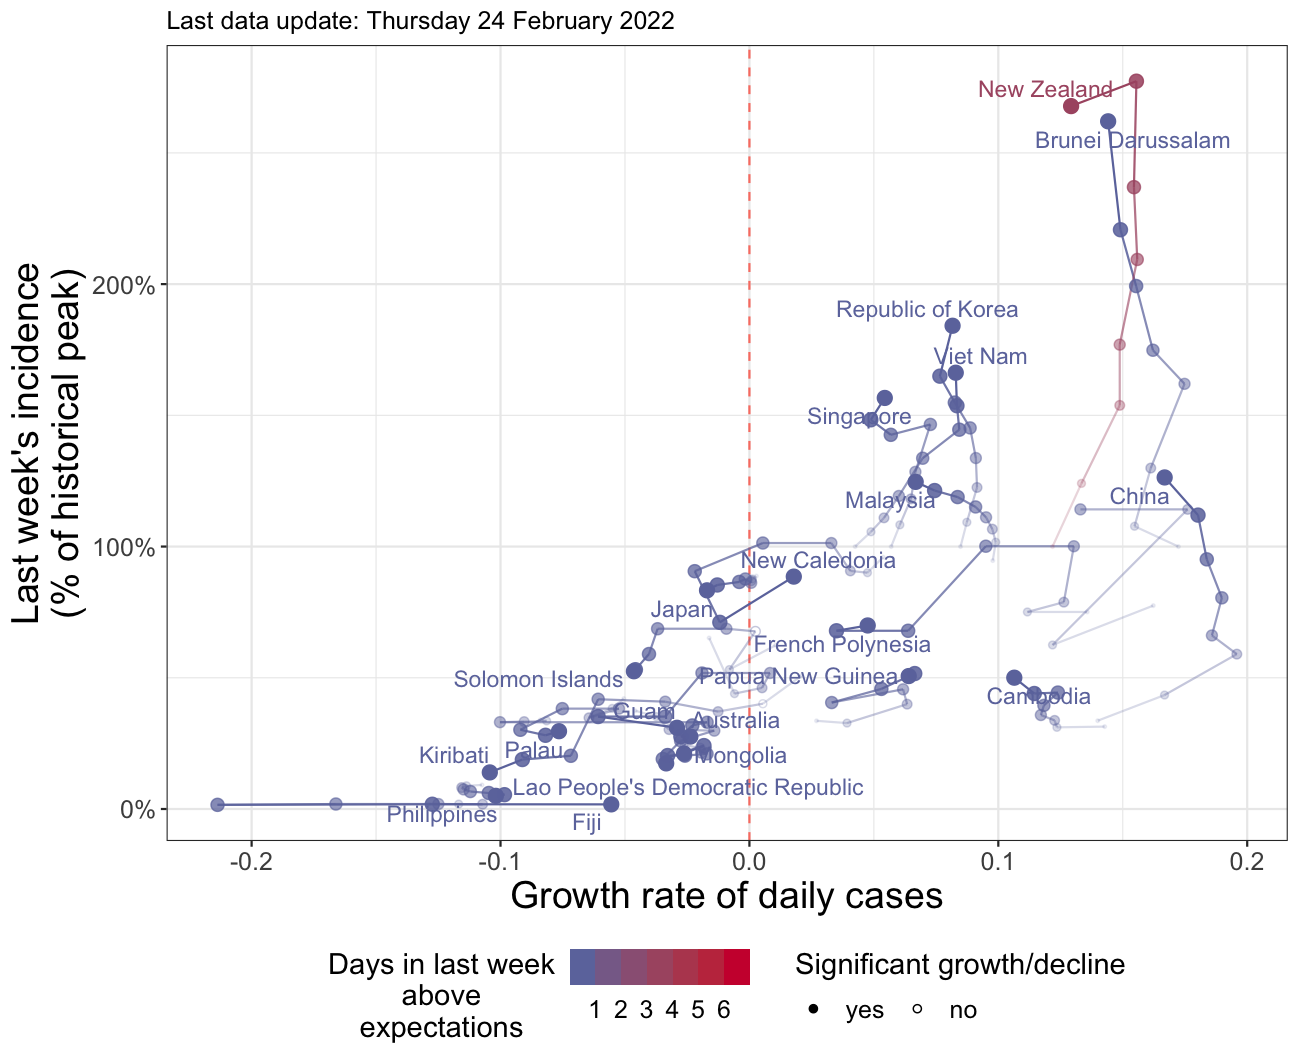 Last data update: Thursday 24 February 2022
Last week's incidence
(% of historical peak)
200%
100%
0%
New Zealand
Brunei Darussalam
Republic of Korea
Viet Nam
Singapore
Malaysia
China
New Caledonia
Japan
French Polynesia
Solomon Islands
Papua New Guinea
Cambodia
Guam
Australia
Kiribati
Palau
Mongolia
Lao People's Democratic Republic
Philippines
Fiji
-0.2
-0.1
0.0
0.1
0.2
Growth rate of daily cases
Days in last week
above
expectations
1 2 3 4 5 6
Significant growth/decline
yes
no